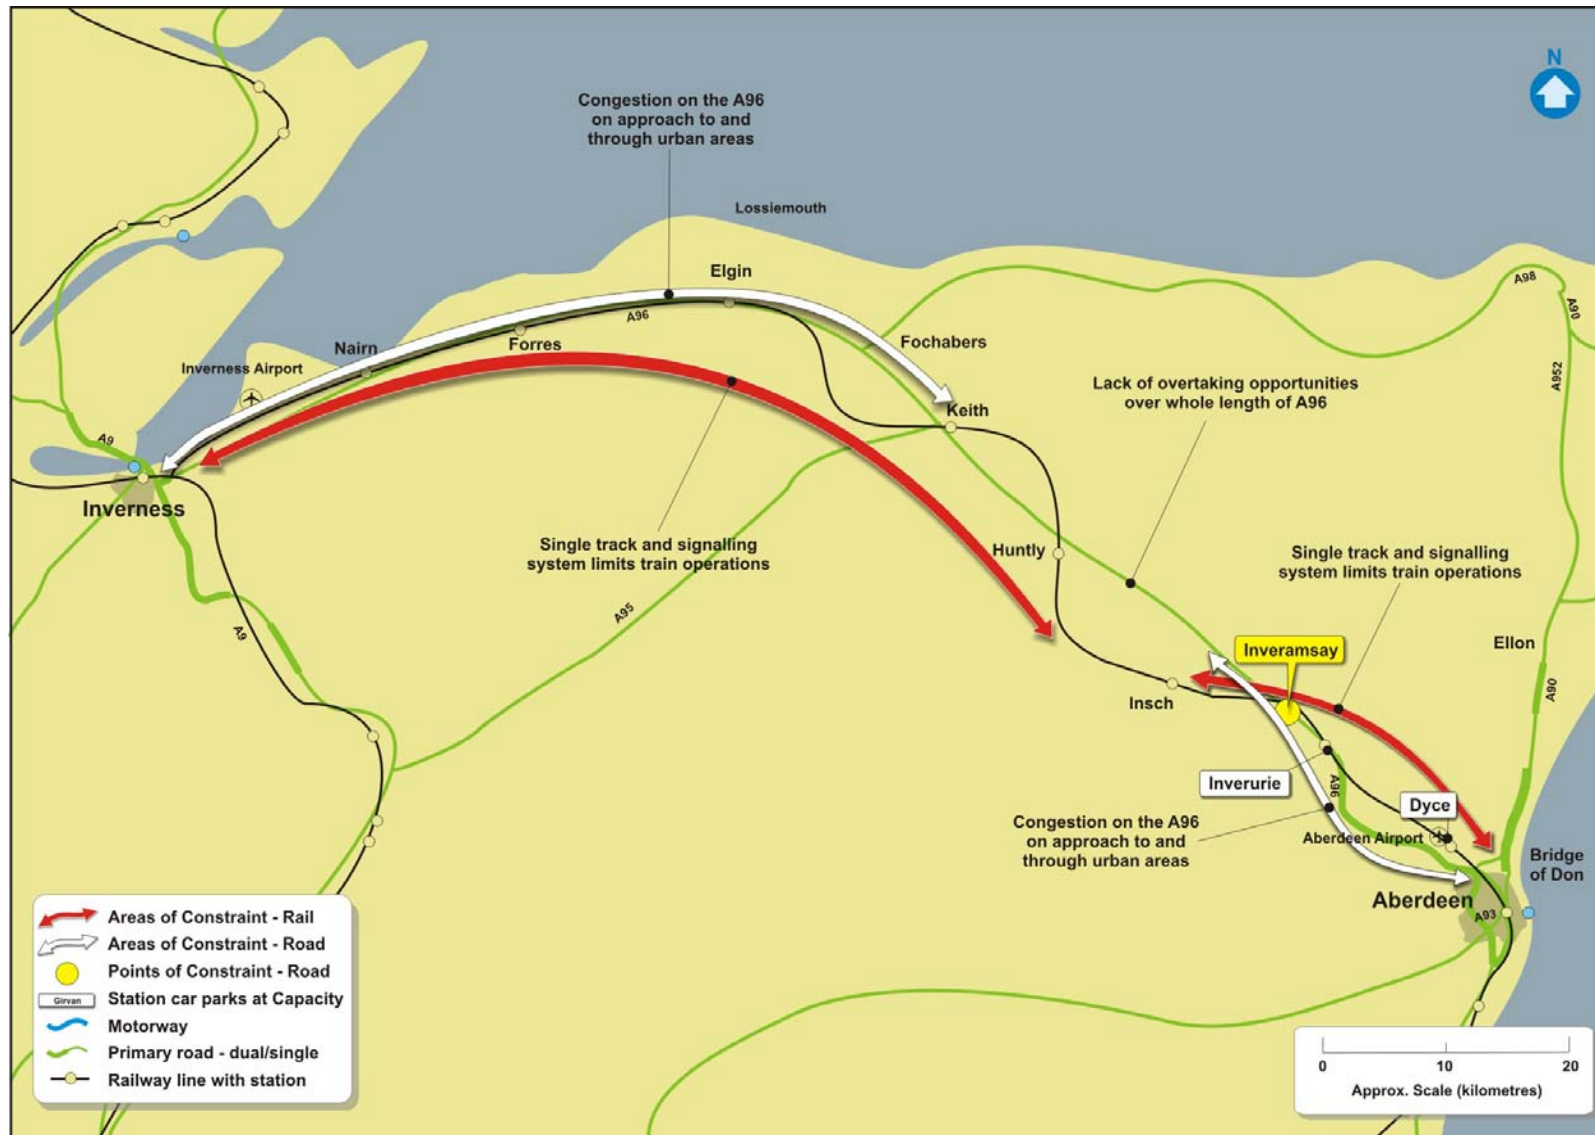 N
Congestion on the A96
on approach to and
through urban areas
Lossiemouth
Elgin
A98
A90
A96
Nairn
Forres
Fochabers
Inverness Airport
A952
Lack of overtaking opportunities
over whole length of A96
Keith
A9
Inverness
Single track and signalling
system limits train operations
Huntly
Single track and signalling
system limits train operations
A95
A9
Inveramsay
Ellon
A90
Insch
Inverurie
A96
Dyce
Congestion on the A96
on approach to and
through urban areas
Aberdeen Airport
Bridge
of Don
Aberdeen
A93
Areas of Constraint - Rail
Areas of Constraint - Road
Points of Constraint - Road
Girvan
Station car parks at Capacity
Motorway
Primary road - dual/single
Railway line with station
0 10 20
Approx. Scale (kilometres)